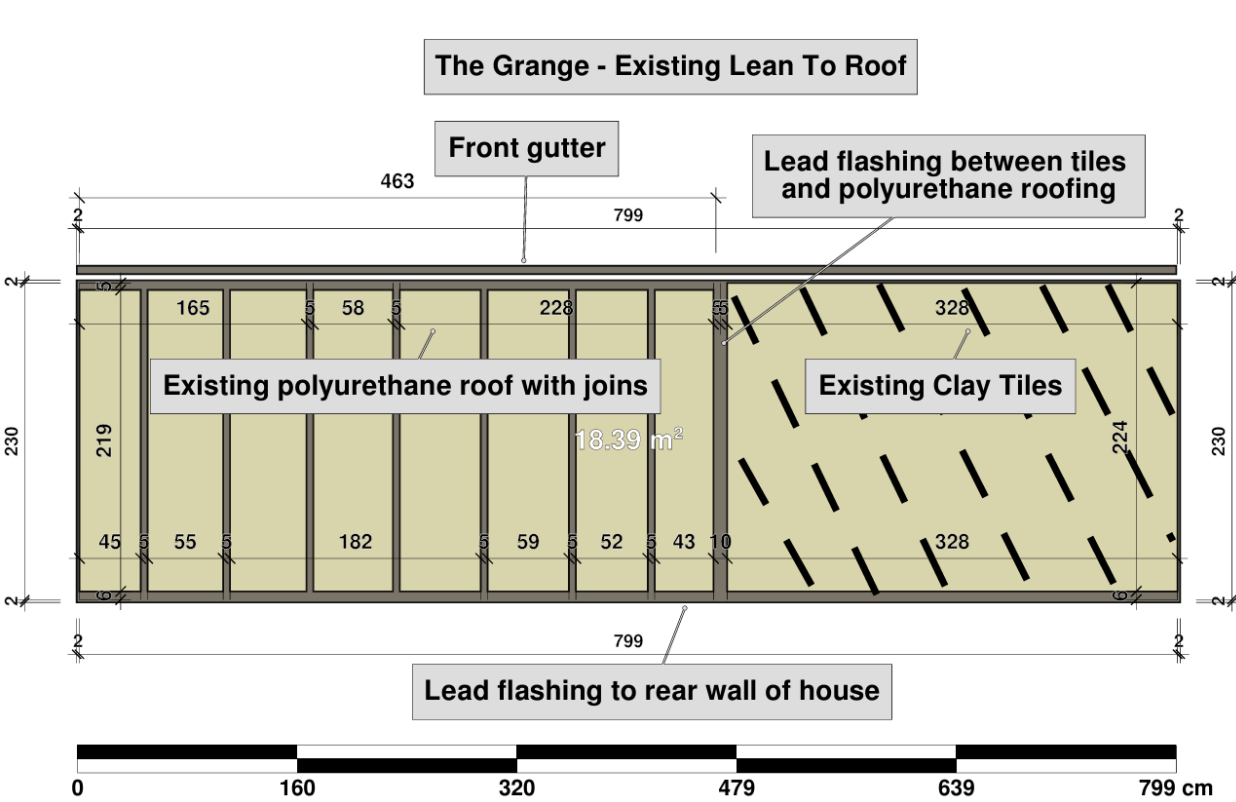 The Grange - Existing Lean To Roof
Front gutter
Lead flashing between tiles
and polyurethane roofing
463
2 799 2
2 5 2
165 5 58 5 228 5 5 328
Existing polyurethane roof with joins
Existing Clay Tiles
18.39 m²
230 219 224 230
45 5 55 5 182 5 59 5 52 5 43 10 328
2 6 6 2
2 799 2
Lead flashing to rear wall of house
0 160 320 479 639 799 cm